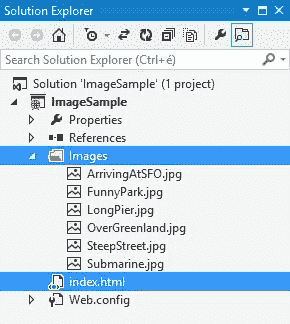 Solution Explorer
Search Solution Explorer (Ctrl+é)
Solution 'ImageSample' (1 project)
ImageSample
Properties
References
Images
ArrivingAtSFO.jpg
FunnyPark.jpg
LongPier.jpg
OverGreenland.jpg
SteepStreet.jpg
Submarine.jpg
index.html
Web.config